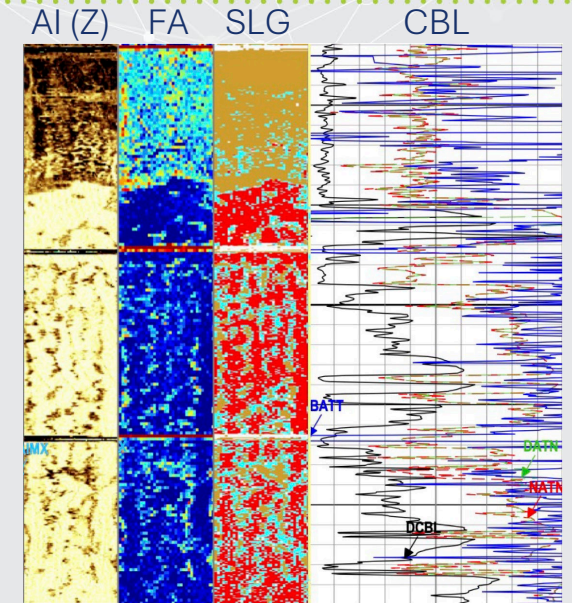 AI (Z) FA SLG CBL
BATT
IMX
DATN
NATN
DCBL